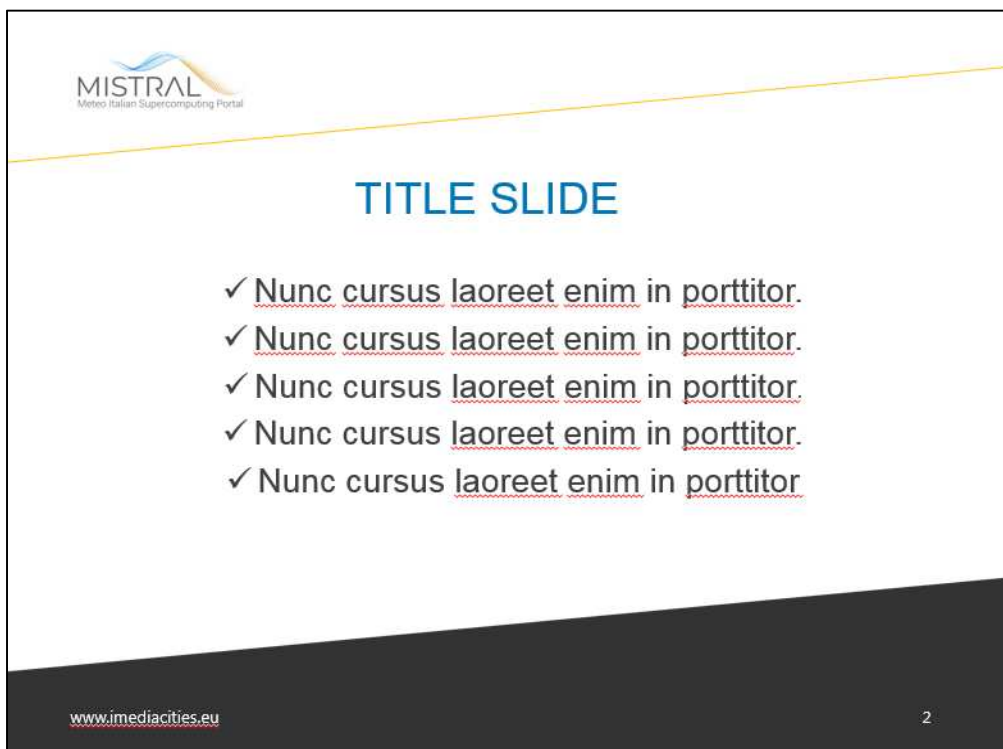 MISTRAL
Meteo Italian Supercomputing Portal
TITLE SLIDE
✓ Nunc cursus laoreet enim in porttitor.
✓ Nunc cursus laoreet enim in porttitor.
✓ Nunc cursus laoreet enim in porttitor.
✓ Nunc cursus laoreet enim in porttitor.
✓ Nunc cursus laoreet enim in porttitor
www.imediacities.eu
2